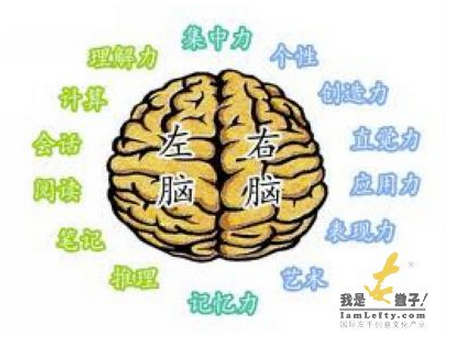 集中力
理解力
个性
计算
创造力
会话
左脑
右脑
直觉力
阅读
应用力
笔记
表现力
推理
艺术
记忆力
我是左撇子!
IamLefty.com
国际左手创意文化产业